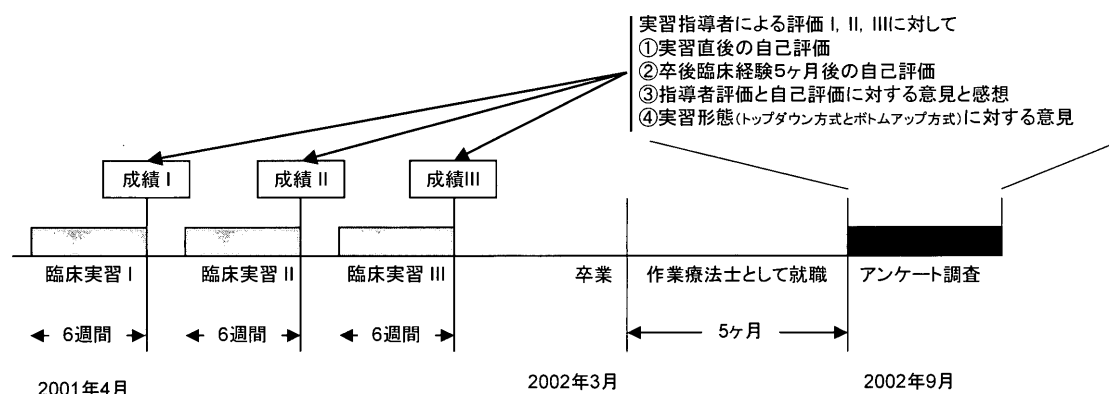 実習指導者による評価 I, II, IIIに対して
①実習直後の自己評価
②卒後臨床経験5ヶ月後の自己評価
③指導者評価と自己評価に対する意見と感想
④実習形態(トップダウン方式とボトムアップ方式)に対する意見
成績 I
成績 II
成績III
臨床実習 I
臨床実習 II
臨床実習 III
卒業
作業療法士として就職
アンケート調査
6週間
6週間
6週間
5ヶ月
2001年4月
2002年3月
2002年9月